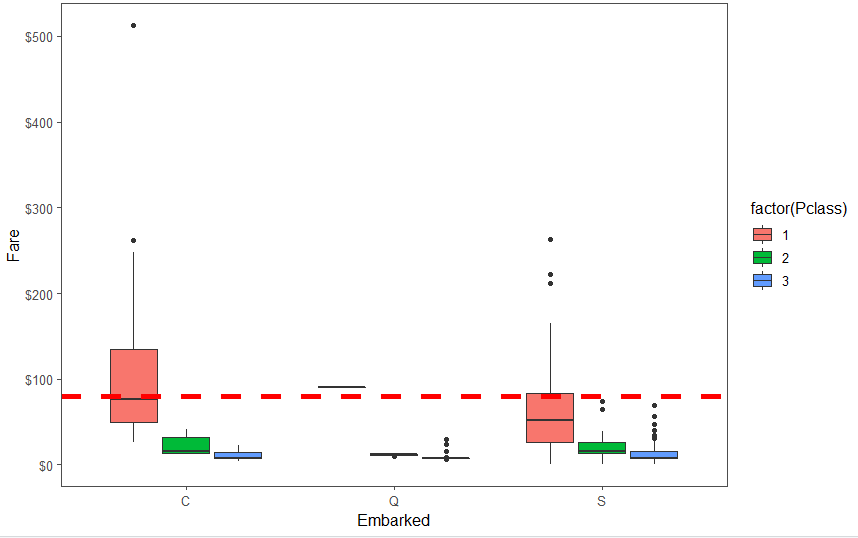 $500
$400
$300
$200
$100
$0
Fare
C Q S
Embarked
factor(Pclass)
1
2
3